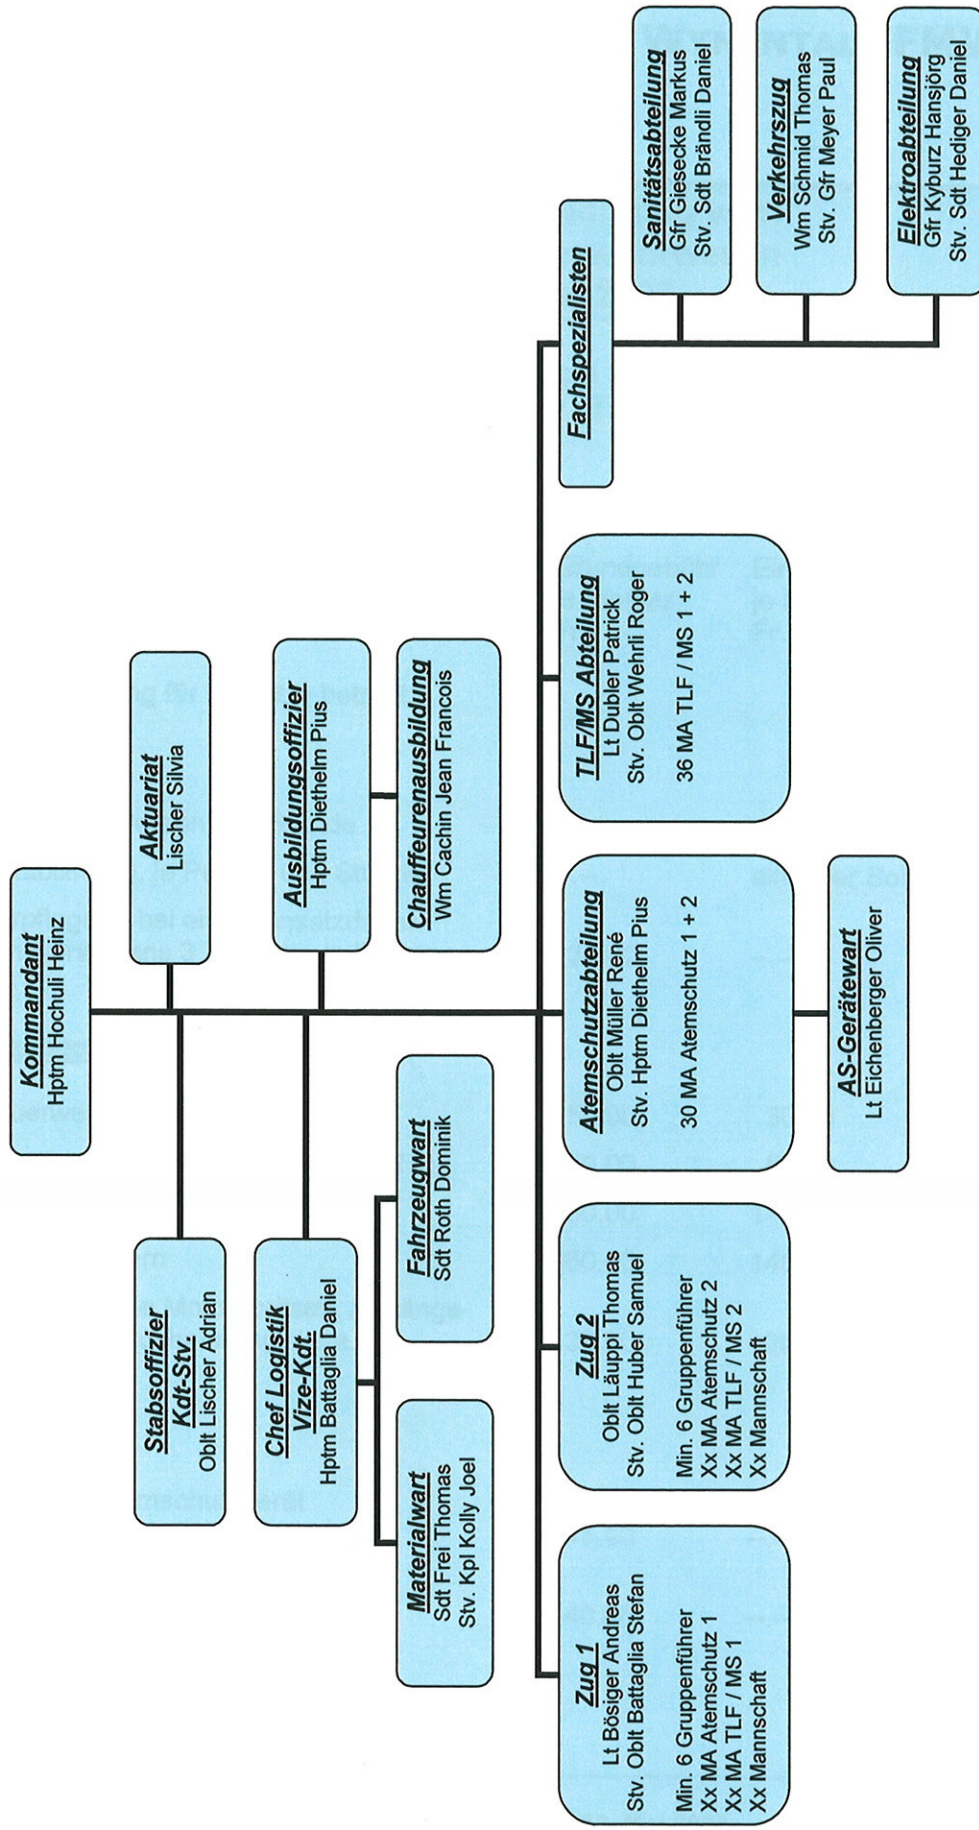 Kommandant
Hptm Hochuli Heinz
Stabsoffizier
Kdt-Stv.
Oblt Lischer Adrian
Aktuariat
Lischer Silvia
Chef Logistik
Vize-Kdt.
Hptm Battaglia Daniel
Ausbildungsoffizier
Hptm Diethelm Pius
Materialwart
Sdt Frei Thomas
Stv. Kpl Kolly Joel
Fahrzeugwart
Sdt Roth Dominik
Chauffeurenausbildung
Wm Cachin Jean Francois
Zug 1
Lt Bösiger Andreas
Stv. Oblt Battaglia Stefan
Min. 6 Gruppenführer
Xx MA Atemschutz 1
Xx MA TLF / MS 1
Xx Mannschaft
Zug 2
Oblt Läuppi Thomas
Stv. Oblt Huber Samuel
Min. 6 Gruppenführer
Xx MA Atemschutz 2
Xx MA TLF / MS 2
Xx Mannschaft
Atemschutzabteilung
Oblt Müller René
Stv. Hptm Diethelm Pius
30 MA Atemschutz 1 + 2
AS-Gerätewart
Lt Eichenberger Oliver
TLF/MS Abteilung
Lt Dubler Patrick
Stv. Oblt Wehrli Roger
36 MA TLF / MS 1 + 2
Fachspezialisten
Sanitätsabteilung
Gfr Giesecke Markus
Stv. Sdt Brändli Daniel
Verkehrszug
Wm Schmid Thomas
Stv. Gfr Meyer Paul
Elektroabteilung
Gfr Kyburz Hansjörg
Stv. Sdt Hediger Daniel